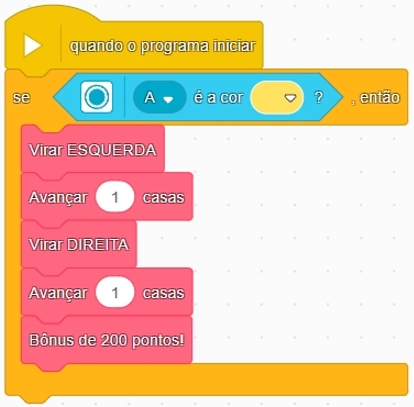 quando o programa iniciar
se A é a cor ? , então
Virar ESQUERDA
Avançar 1 casas
Virar DIREITA
Avançar 1 casas
Bônus de 200 pontos!